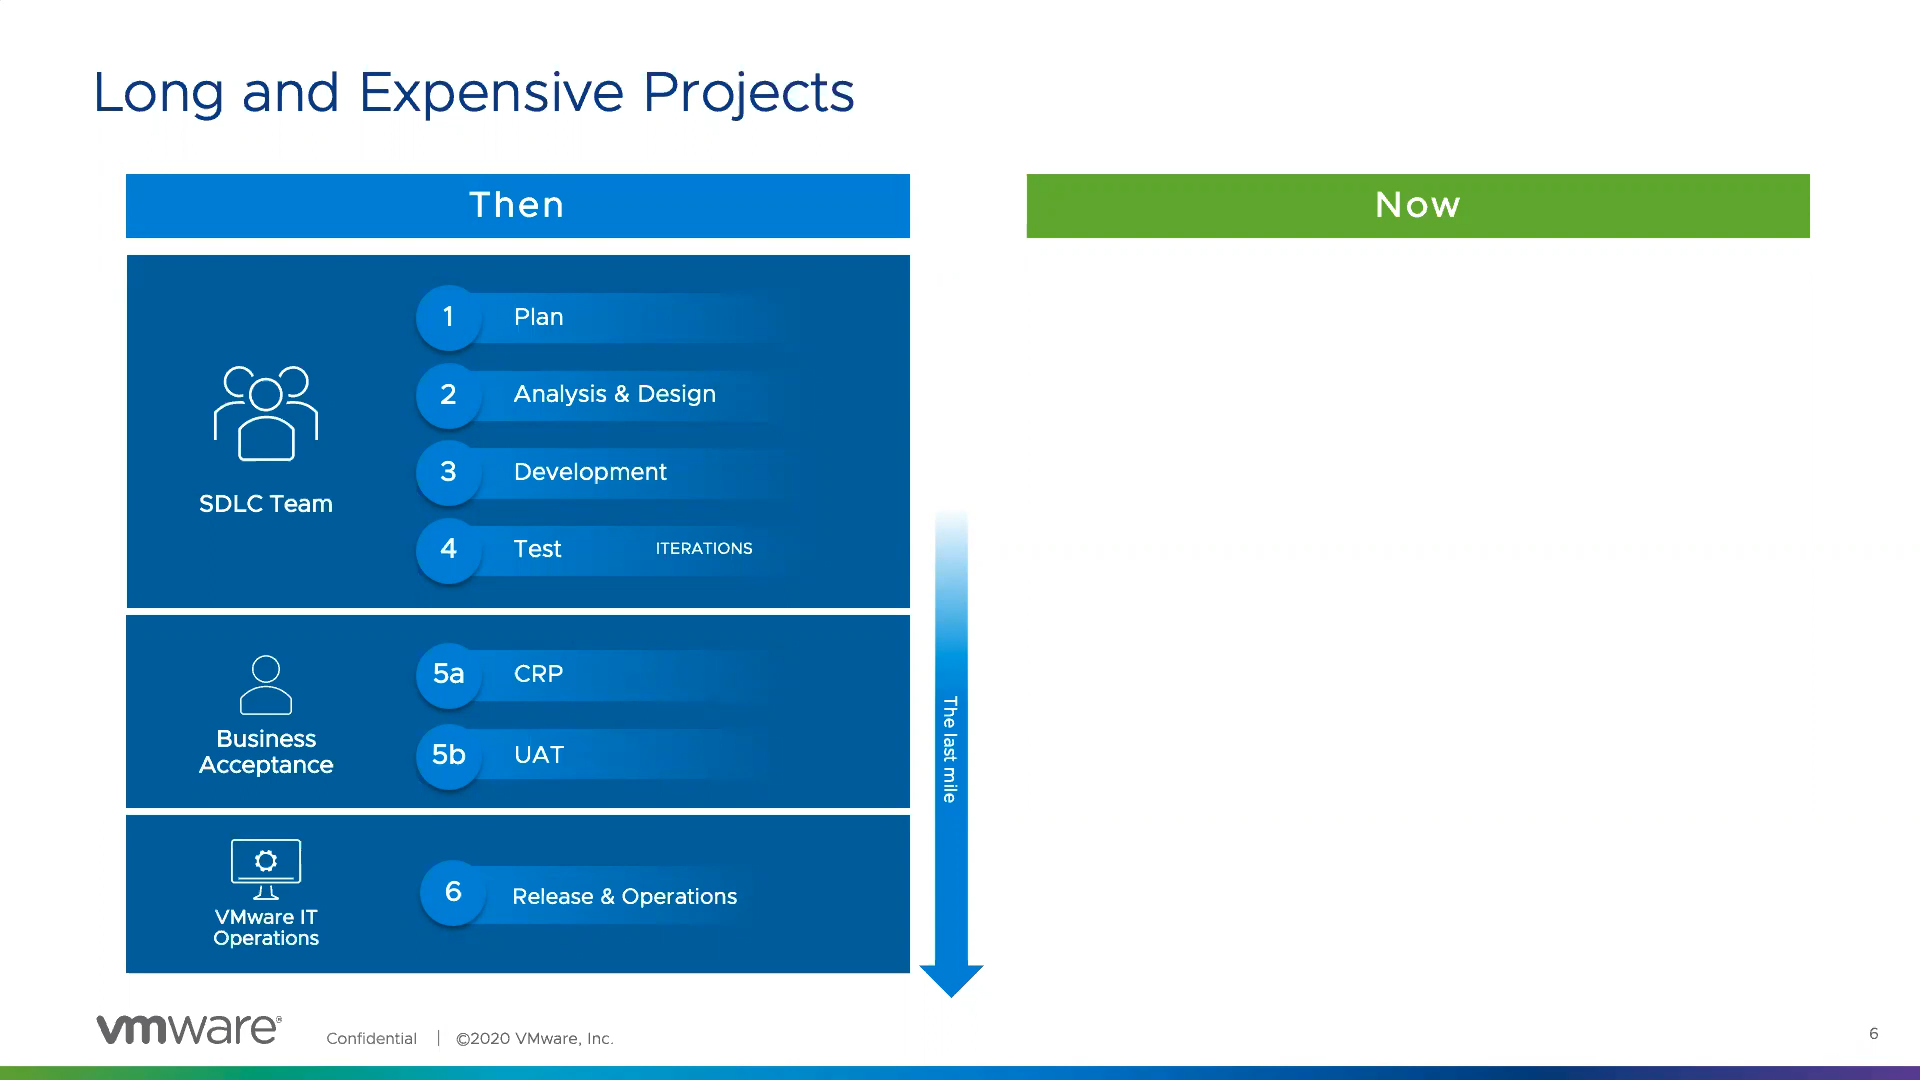 Long and Expensive Projects
Then
Now
1 Plan
2 Analysis & Design
3 Development
4 Test ITERATIONS
SDLC Team
5a CRP
5b UAT
Business
Acceptance
6 Release & Operations
VMware IT
Operations
The last mile
vmware®
Confidential | ©2020 VMware, Inc.
6